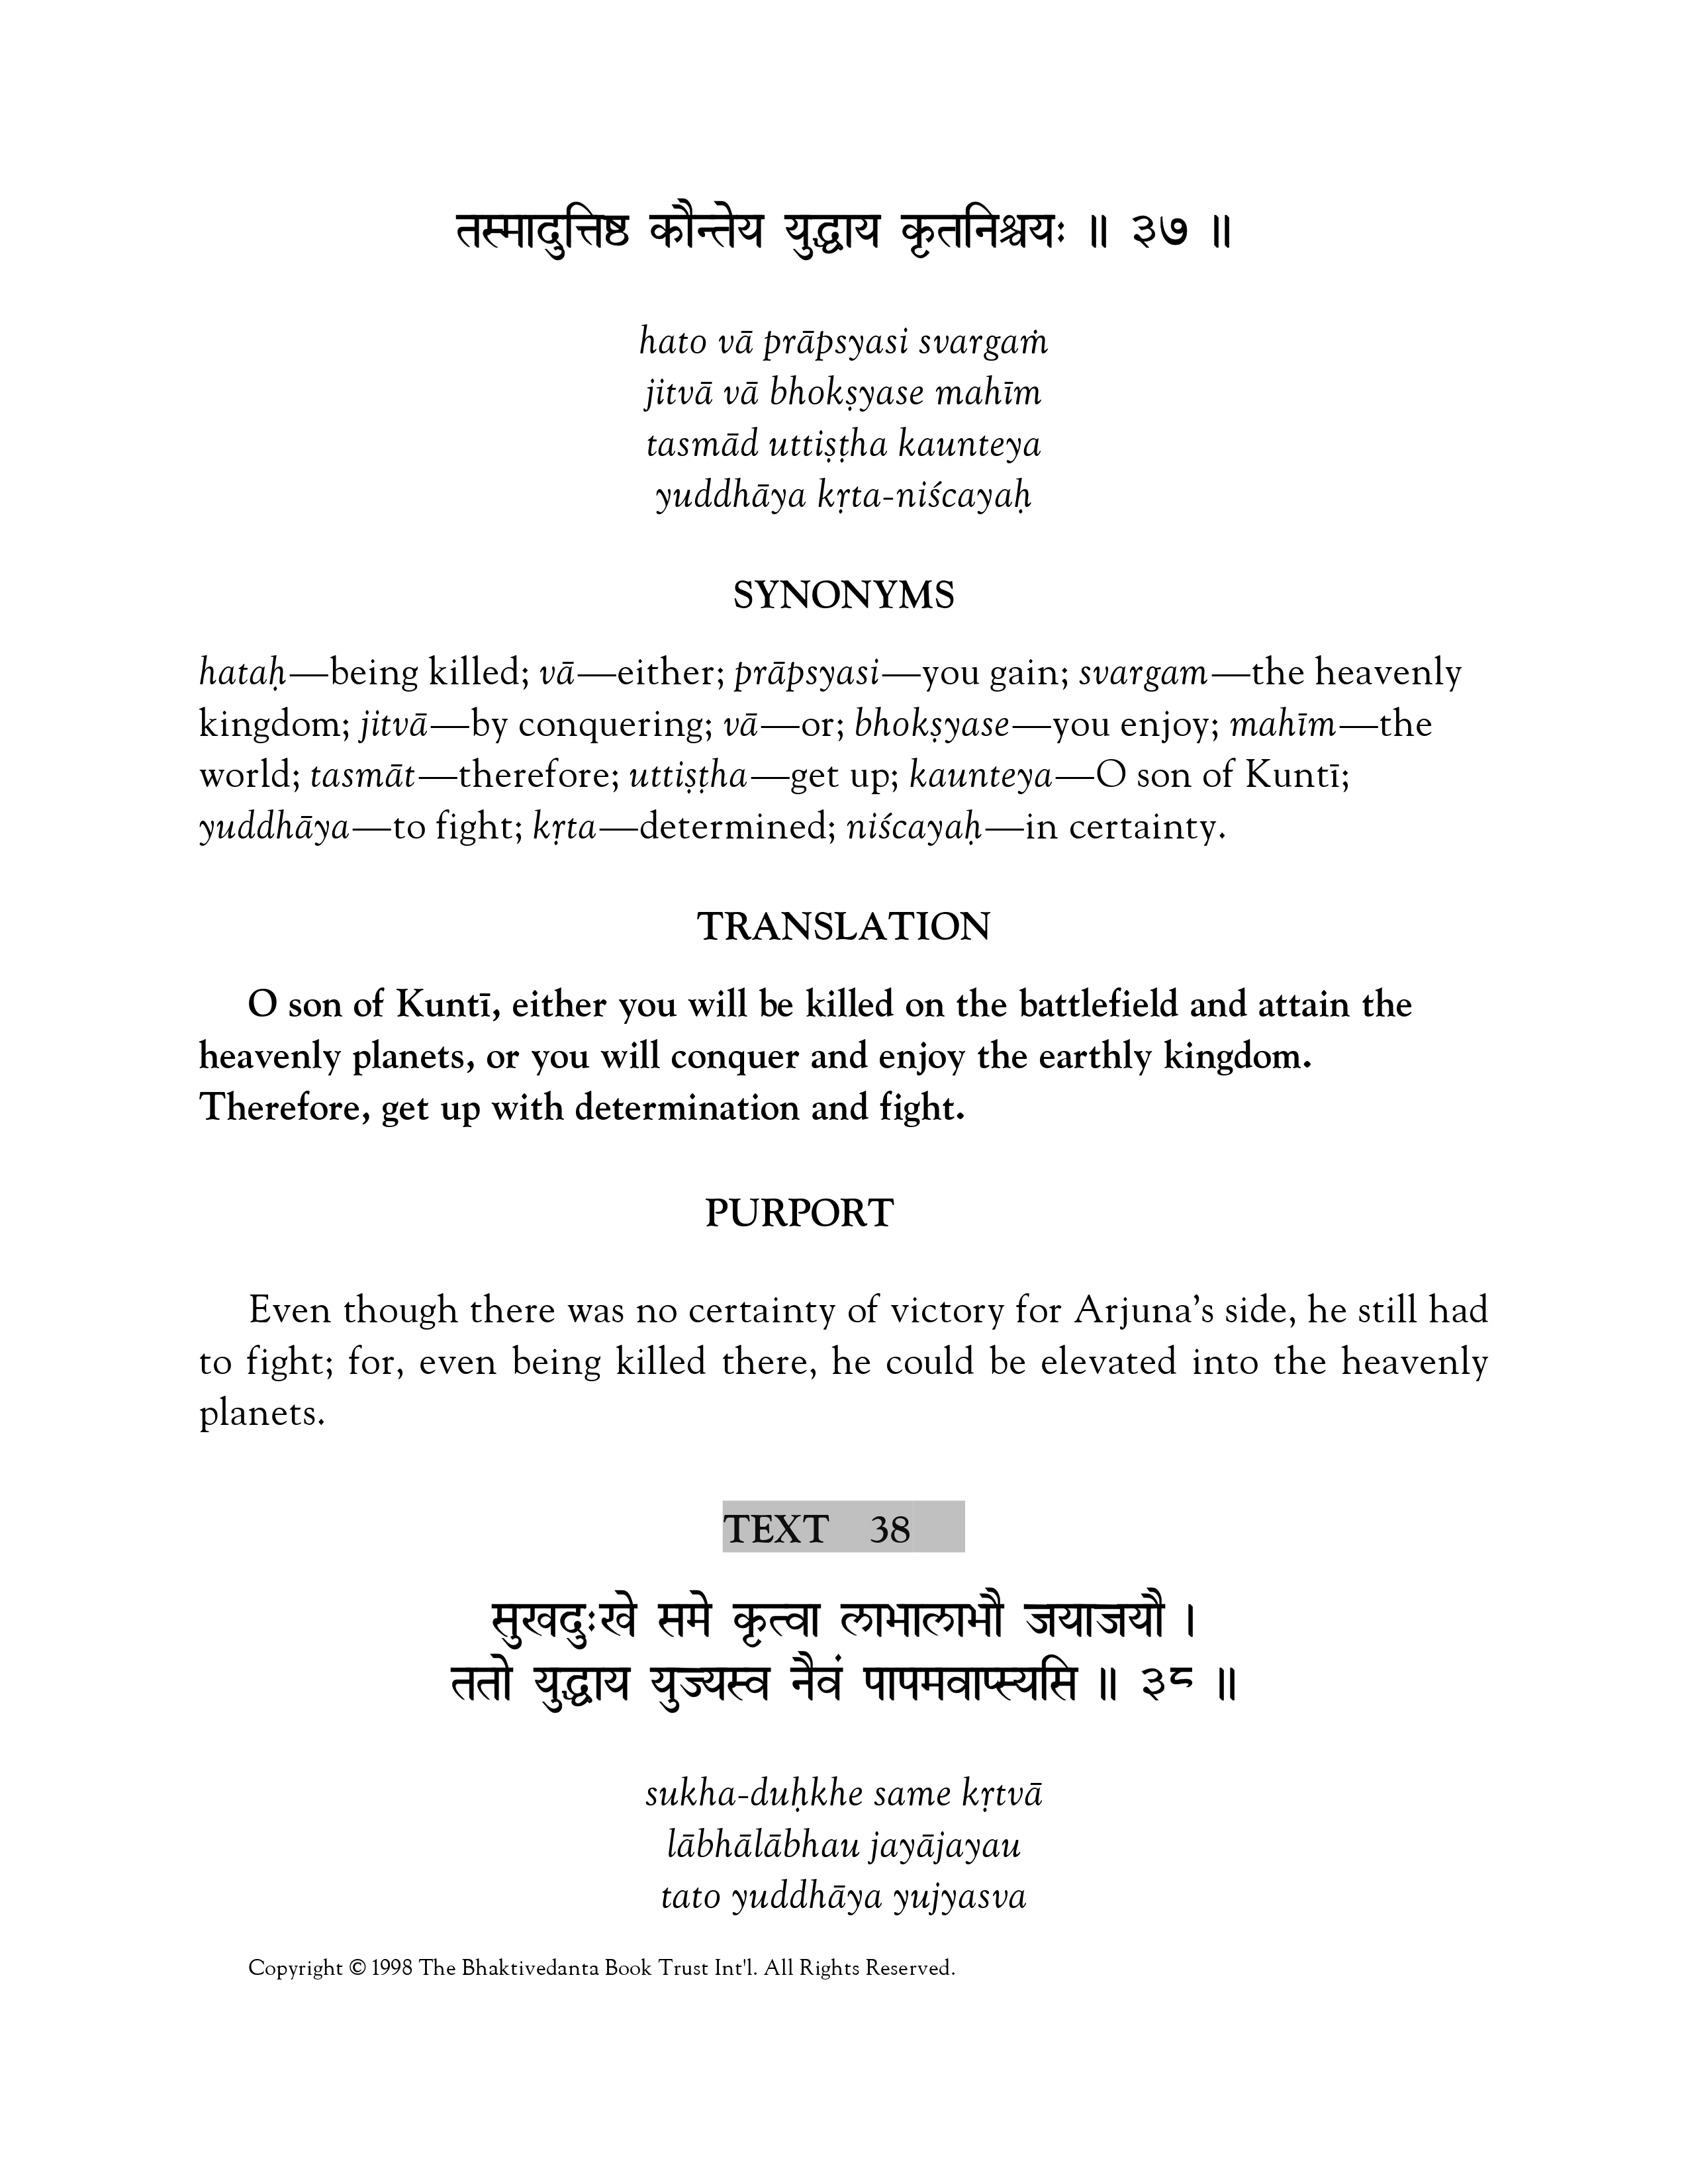 तस्मादुत्तिष्ठ कौन्तेय युद्धाय कृतनिश्चयः ॥ ३७ ॥
hato vā prāpsyasi svargaṁ
jitvā vā bhokṣyase mahīm
tasmād uttiṣṭha kaunteya
yuddhāya kṛta-niścayaḥ
SYNONYMS
hataḥ—being killed; vā—either; prāpsyasi—you gain; svargam—the heavenly
kingdom; jitvā—by conquering; vā—or; bhokṣyase—you enjoy; mahīm—the
world; tasmāt—therefore; uttiṣṭha—get up; kaunteya—O son of Kuntī;
yuddhāya—to fight; kṛta—determined; niścayaḥ—in certainty.
TRANSLATION
O son of Kuntī, either you will be killed on the battlefield and attain the
heavenly planets, or you will conquer and enjoy the earthly kingdom.
Therefore, get up with determination and fight.
PURPORT
Even though there was no certainty of victory for Arjuna’s side, he still had
to fight; for, even being killed there, he could be elevated into the heavenly
planets.
TEXT 38
सुखदुःखे समे कृत्वा लाभालाभौ जयाजयौ ।
ततो युद्धाय युज्यस्व नैवं पापमवाप्स्यसि ॥ ३८ ॥
sukha-duḥkhe same kṛtvā
lābhālābhau jayājayau
tato yuddhāya yujyasva
Copyright © 1998 The Bhaktivedanta Book Trust Int'l. All Rights Reserved.